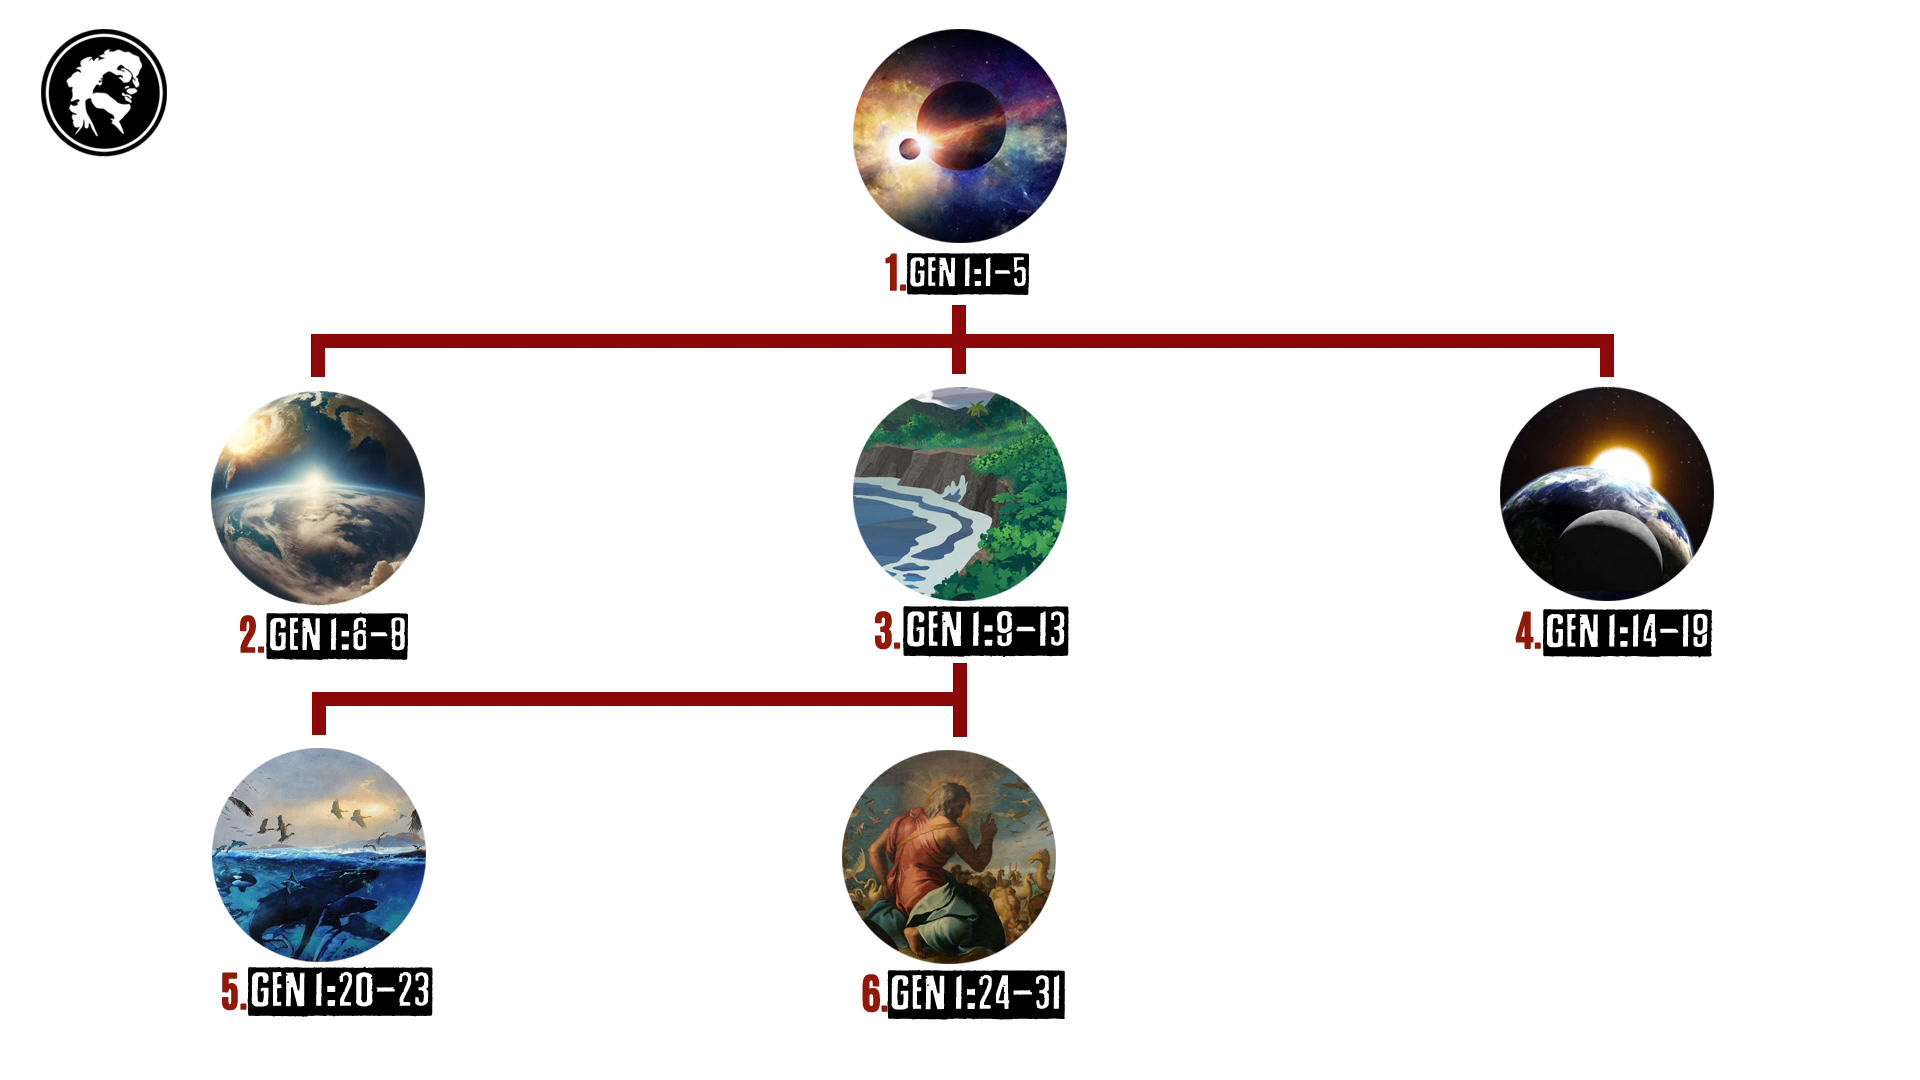 1. GEN 1:1-5
2. GEN 1:6-8
3. GEN 1:9-13
4. GEN 1:14-19
5. GEN 1:20-23
6. GEN 1:24-31